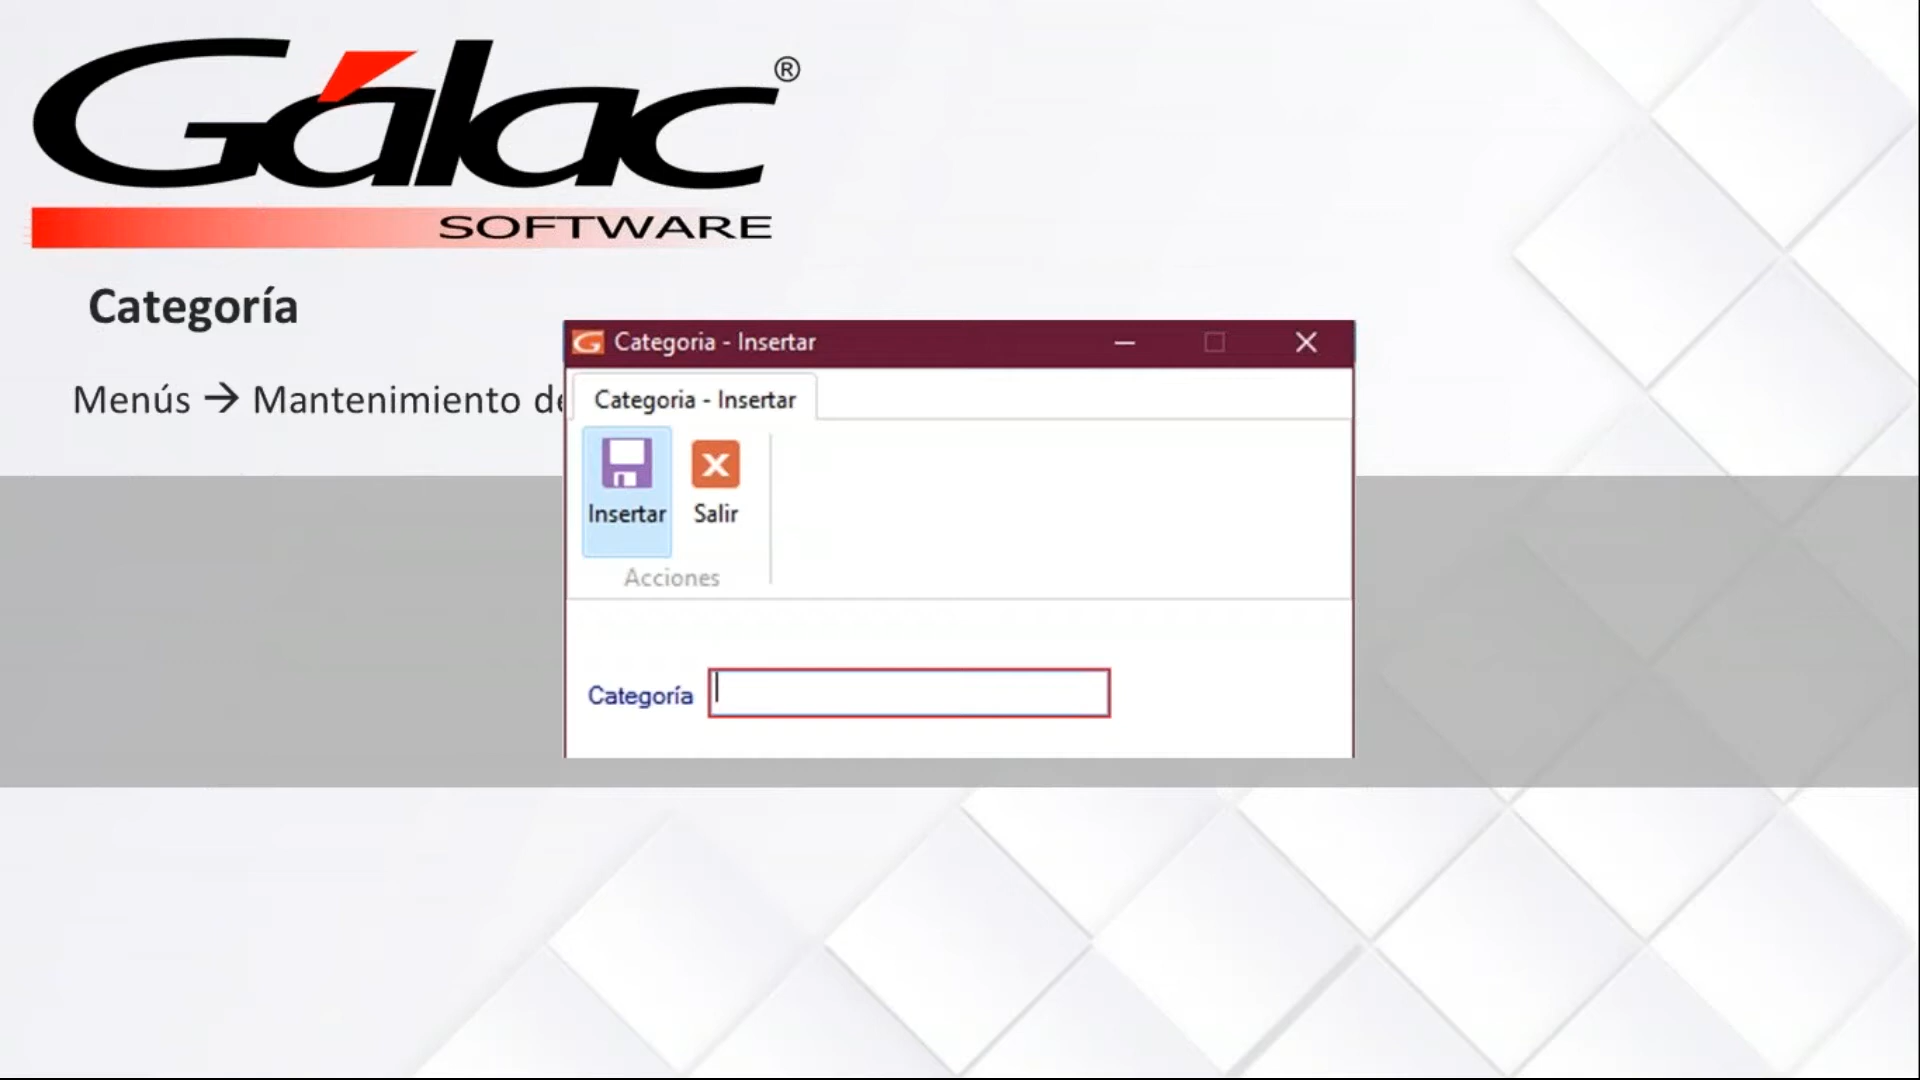 Gálac ®
SOFTWARE
Categoría
Menús → Mantenimiento
Categoria - Insertar
Categoria - Insertar
Insertar Salir
Acciones
Categoría